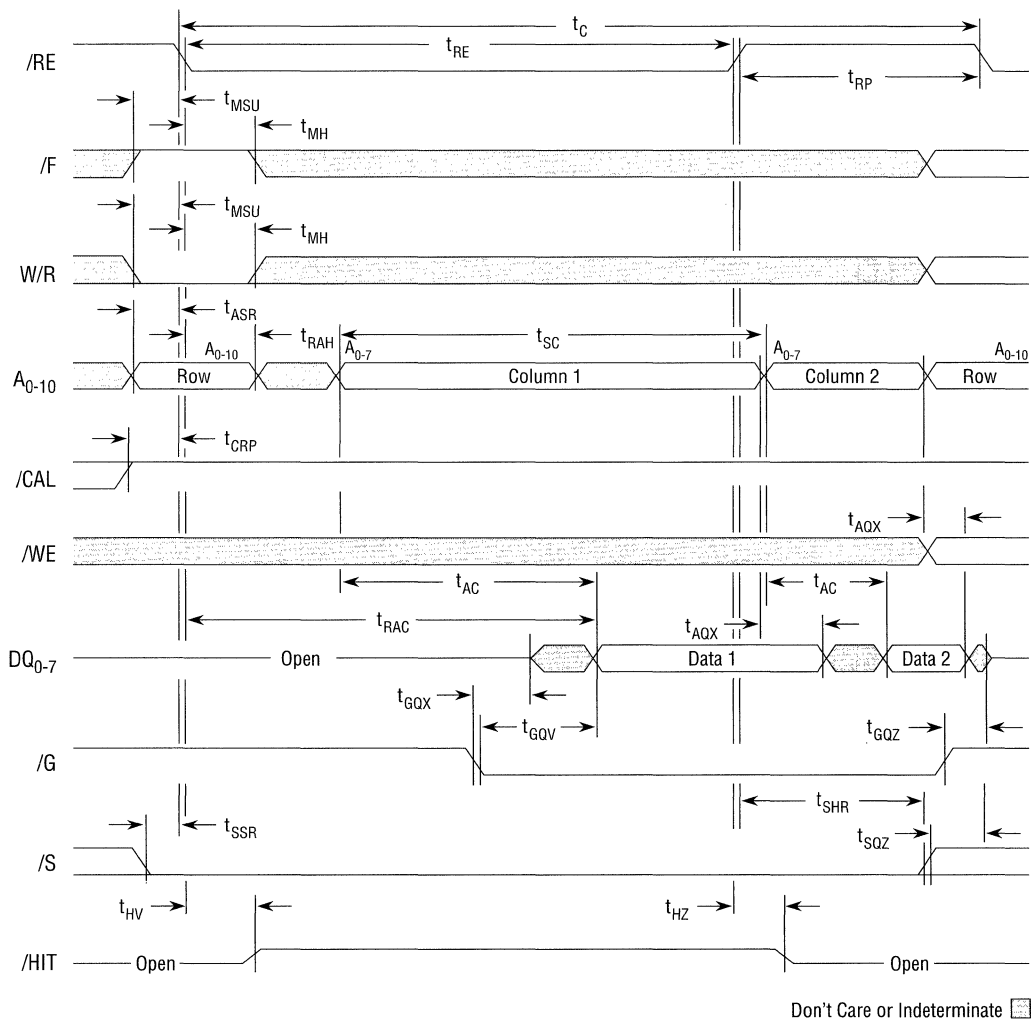 t_C
/RE
t_RE
t_RP
t_MSU
t_MH
/F
t_MSU
t_MH
W/R
t_ASR
t_RAH
t_SC
A_0-10
A_0-7
A_0-7
A_0-10
A_0-10
Row
Column 1
Column 2
Row
t_CRP
/CAL
t_AQX
/WE
t_AC
t_AC
t_RAC
t_AQX
DQ_0-7
Open
Data 1
Data 2
t_GQX
t_GQV
t_GQZ
/G
t_SHR
t_SSR
t_SQZ
/S
t_HV
t_HZ
/HIT
Open
Open
Don't Care or Indeterminate